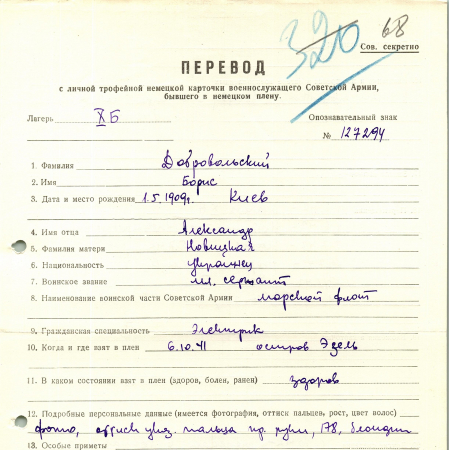 320 68
Сов. секретно
ПЕРЕВОД
с личной трофейной немецкой карточки военнослужащего Советской Армии,
бывшего в немецком плену.
Лагерь XБ Опознавательный знак
№ 127294
1. Фамилия Добровольский
2. Имя Борис
3. Дата и место рождения 1.5.1909г. Киев
4. Имя отца Александр
5. Фамилия матери Новицкая
6. Национальность украинец
7. Воинское звание мл. сержант
8. Наименование воинской части Советской Армии морской флот
9. Гражданская специальность Электрик
10. Когда и где взят в плен 6.10.41 остров Эзель
11. В каком состоянии взят в плен (здоров, болен, ранен) здоров
12. Подробные персональные данные (имеется фотография, оттиск пальцев, рост, цвет волос)
фото, оттиск указ. пальца пр. руки, 178, блондин
13. Особые приметы